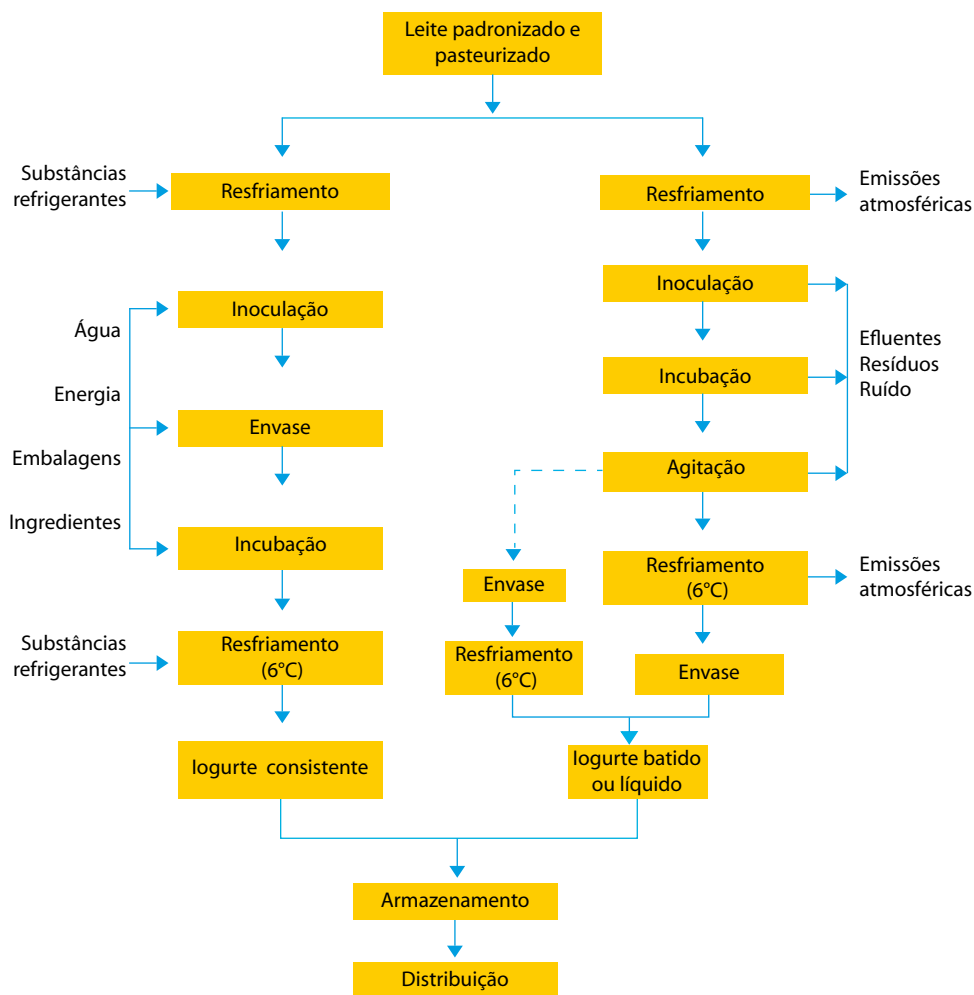 Leite padronizado e
pasteurizado
Substâncias
refrigerantes
Resfriamento
Resfriamento
Emissões
atmosféricas
Inoculação
Inoculação
Água
Energia
Embalagens
Ingredientes
Efluentes
Resíduos
Ruído
Incubação
Envase
Agitação
Incubação
Envase
Resfriamento
(6°C)
Emissões
atmosféricas
Substâncias
refrigerantes
Resfriamento
(6°C)
Resfriamento
(6°C)
Envase
Iogurte consistente
Iogurte batido
ou líquido
Armazenamento
Distribuição